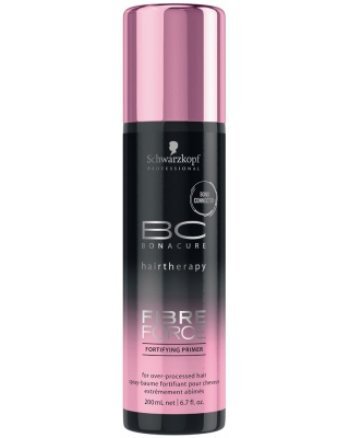 Schwarzkopf
PROFESSIONAL
BOND
CONNECTOR
BC
BONACURE
hairtherapy
FIBRE
FORCE
FORTIFYING PRIMER
for over-processed hair
spray-baume fortifiant pour cheveux
extrêmement abîmés
200mL net | 6.7 fl. oz.